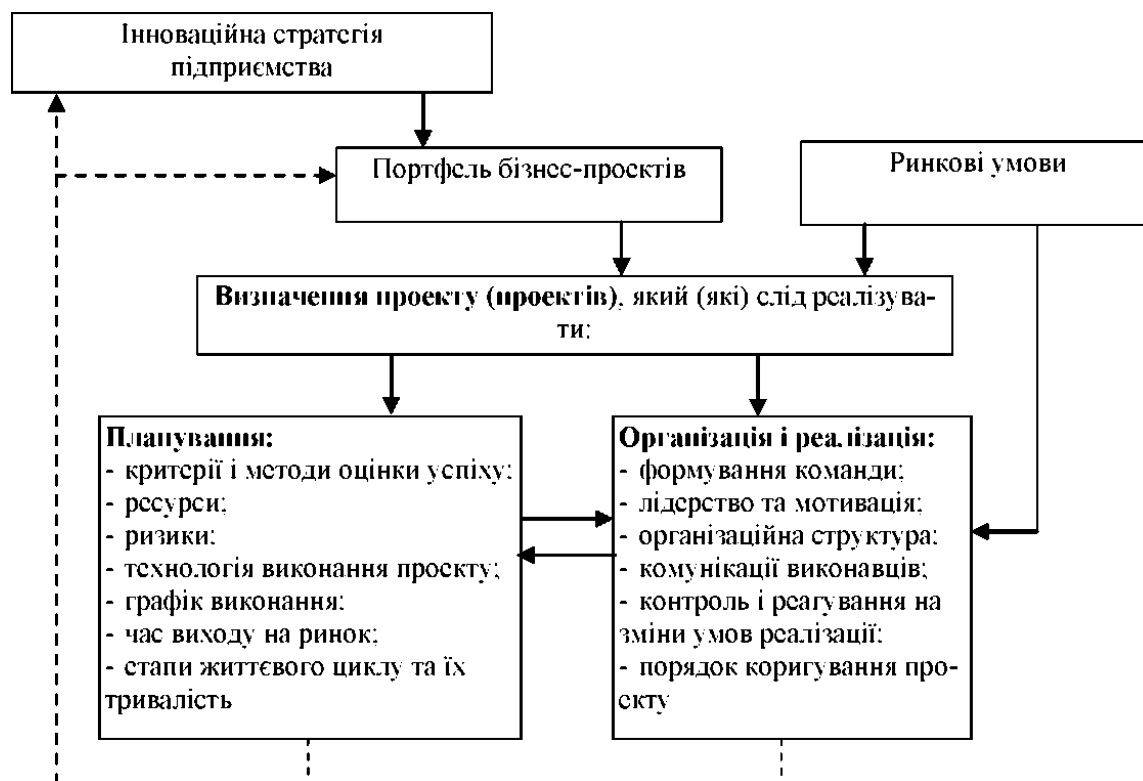 Інноваційна стратегія
підприємства
Портфель бізнес-проектів
Ринкові умови
Визначення проекту (проектів), який (які) слід реалізува-
ти;
Планування:
- критерії і методи оцінки успіху;
- ресурси;
- ризики;
- технологія виконання проекту;
- графік виконання;
- час виходу на ринок;
- етапи життєвого циклу та їх
тривалість
Організація і реалізація:
- формування команди;
- лідерство та мотивація;
- організаційна структура;
- комунікації виконавців;
- контроль і реагування на
зміни умов реалізації;
- порядок коригування про-
екту